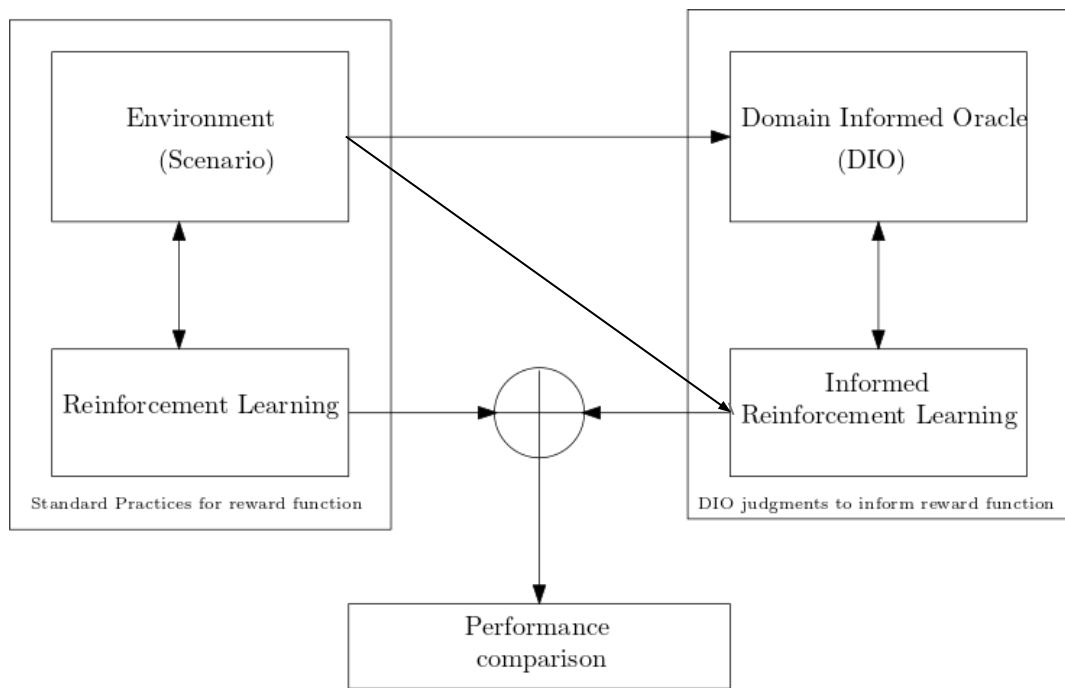 Environment
(Scenario)
Domain Informed Oracle
(DIO)
Reinforcement Learning
Informed
Reinforcement Learning
Standard Practices for reward function
DIO judgments to inform reward function
Performance
comparison